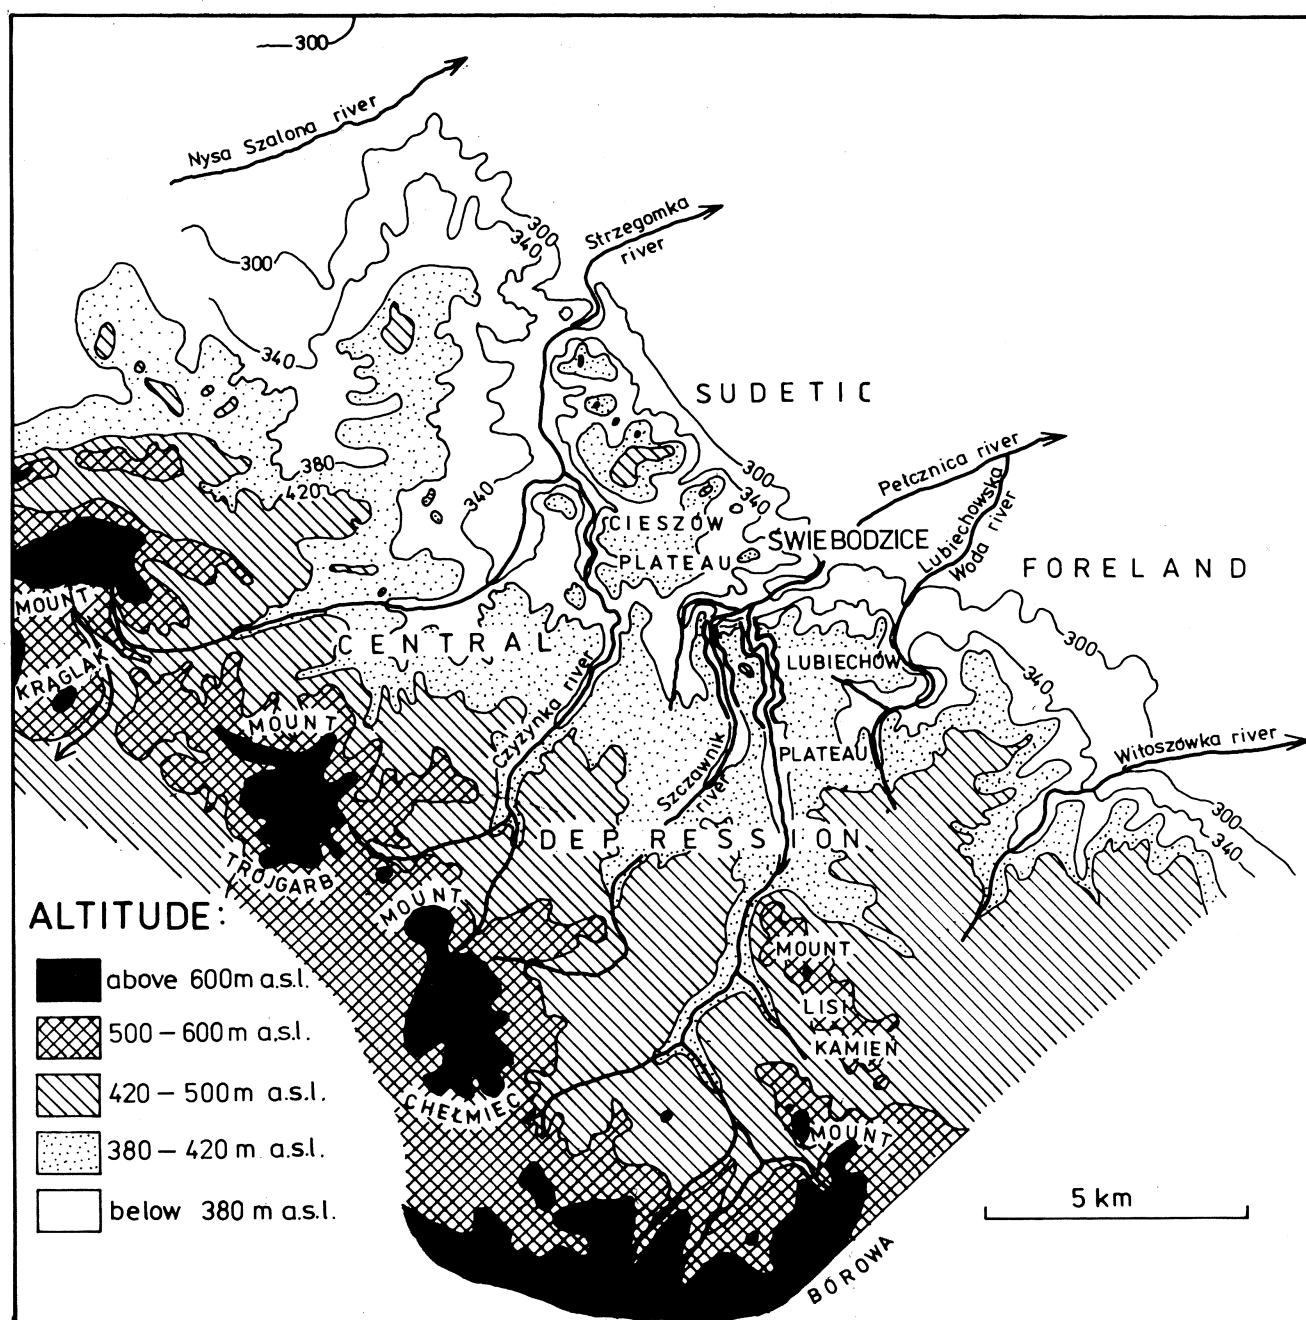 300
Nysa Szalona river
300
340
Strzegomka
river
300
340
SUDETIC
380
420
340
300
340
Pełcznica river
CIESZÓW
PLATEAU
ŚWIEBODZICE
Lubiechowska
Woda river
FORELAND
MOUNT
KRĄGLAK
CENTRAL
LUBIECHÓW
PLATEAU
300
340
MOUNT
TRÓJGARB
Czyżynka river
Szczawnik
river
Witoszówka river
300
340
DEPRESSION
MOUNT
CHEŁMIEC
MOUNT
LISI
KAMIEŃ
MOUNT
BOROWA
ALTITUDE:
above 600m a.s.l.
500 – 600m a.s.l.
420 – 500m a.s.l.
380 – 420 m a.s.l.
below 380 m a.s.l.
5 km